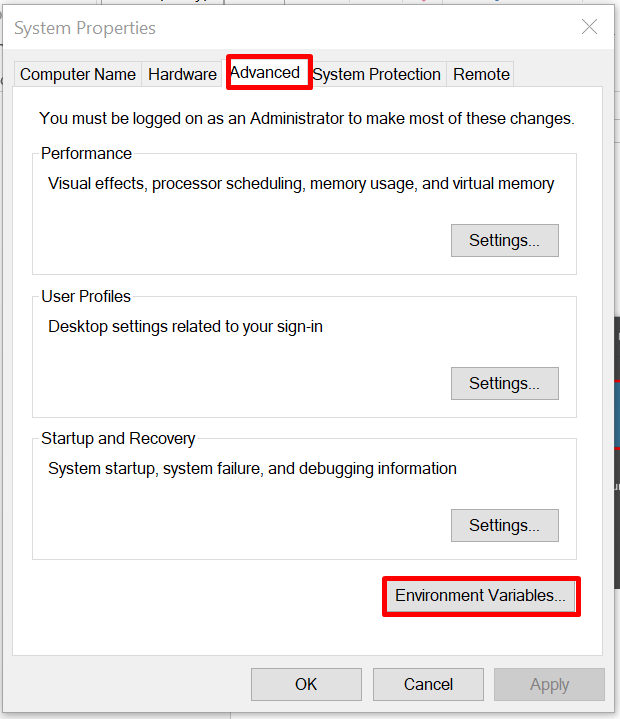 System Properties
Computer Name Hardware Advanced System Protection Remote
You must be logged on as an Administrator to make most of these changes.
Performance
Visual effects, processor scheduling, memory usage, and virtual memory
Settings...
User Profiles
Desktop settings related to your sign-in
Settings...
Startup and Recovery
System startup, system failure, and debugging information
Settings...
Environment Variables...
OK Cancel Apply